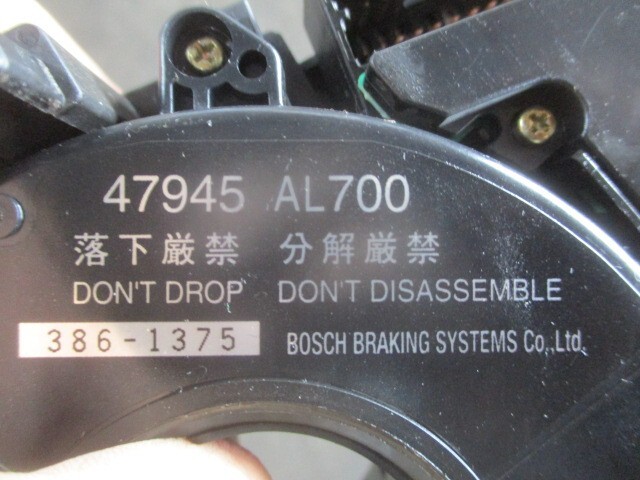 47945 AL700
落下厳禁 分解厳禁
DON'T DROP DON'T DISASSEMBLE
386-1375 BOSCH BRAKING SYSTEMS Co.,Ltd.